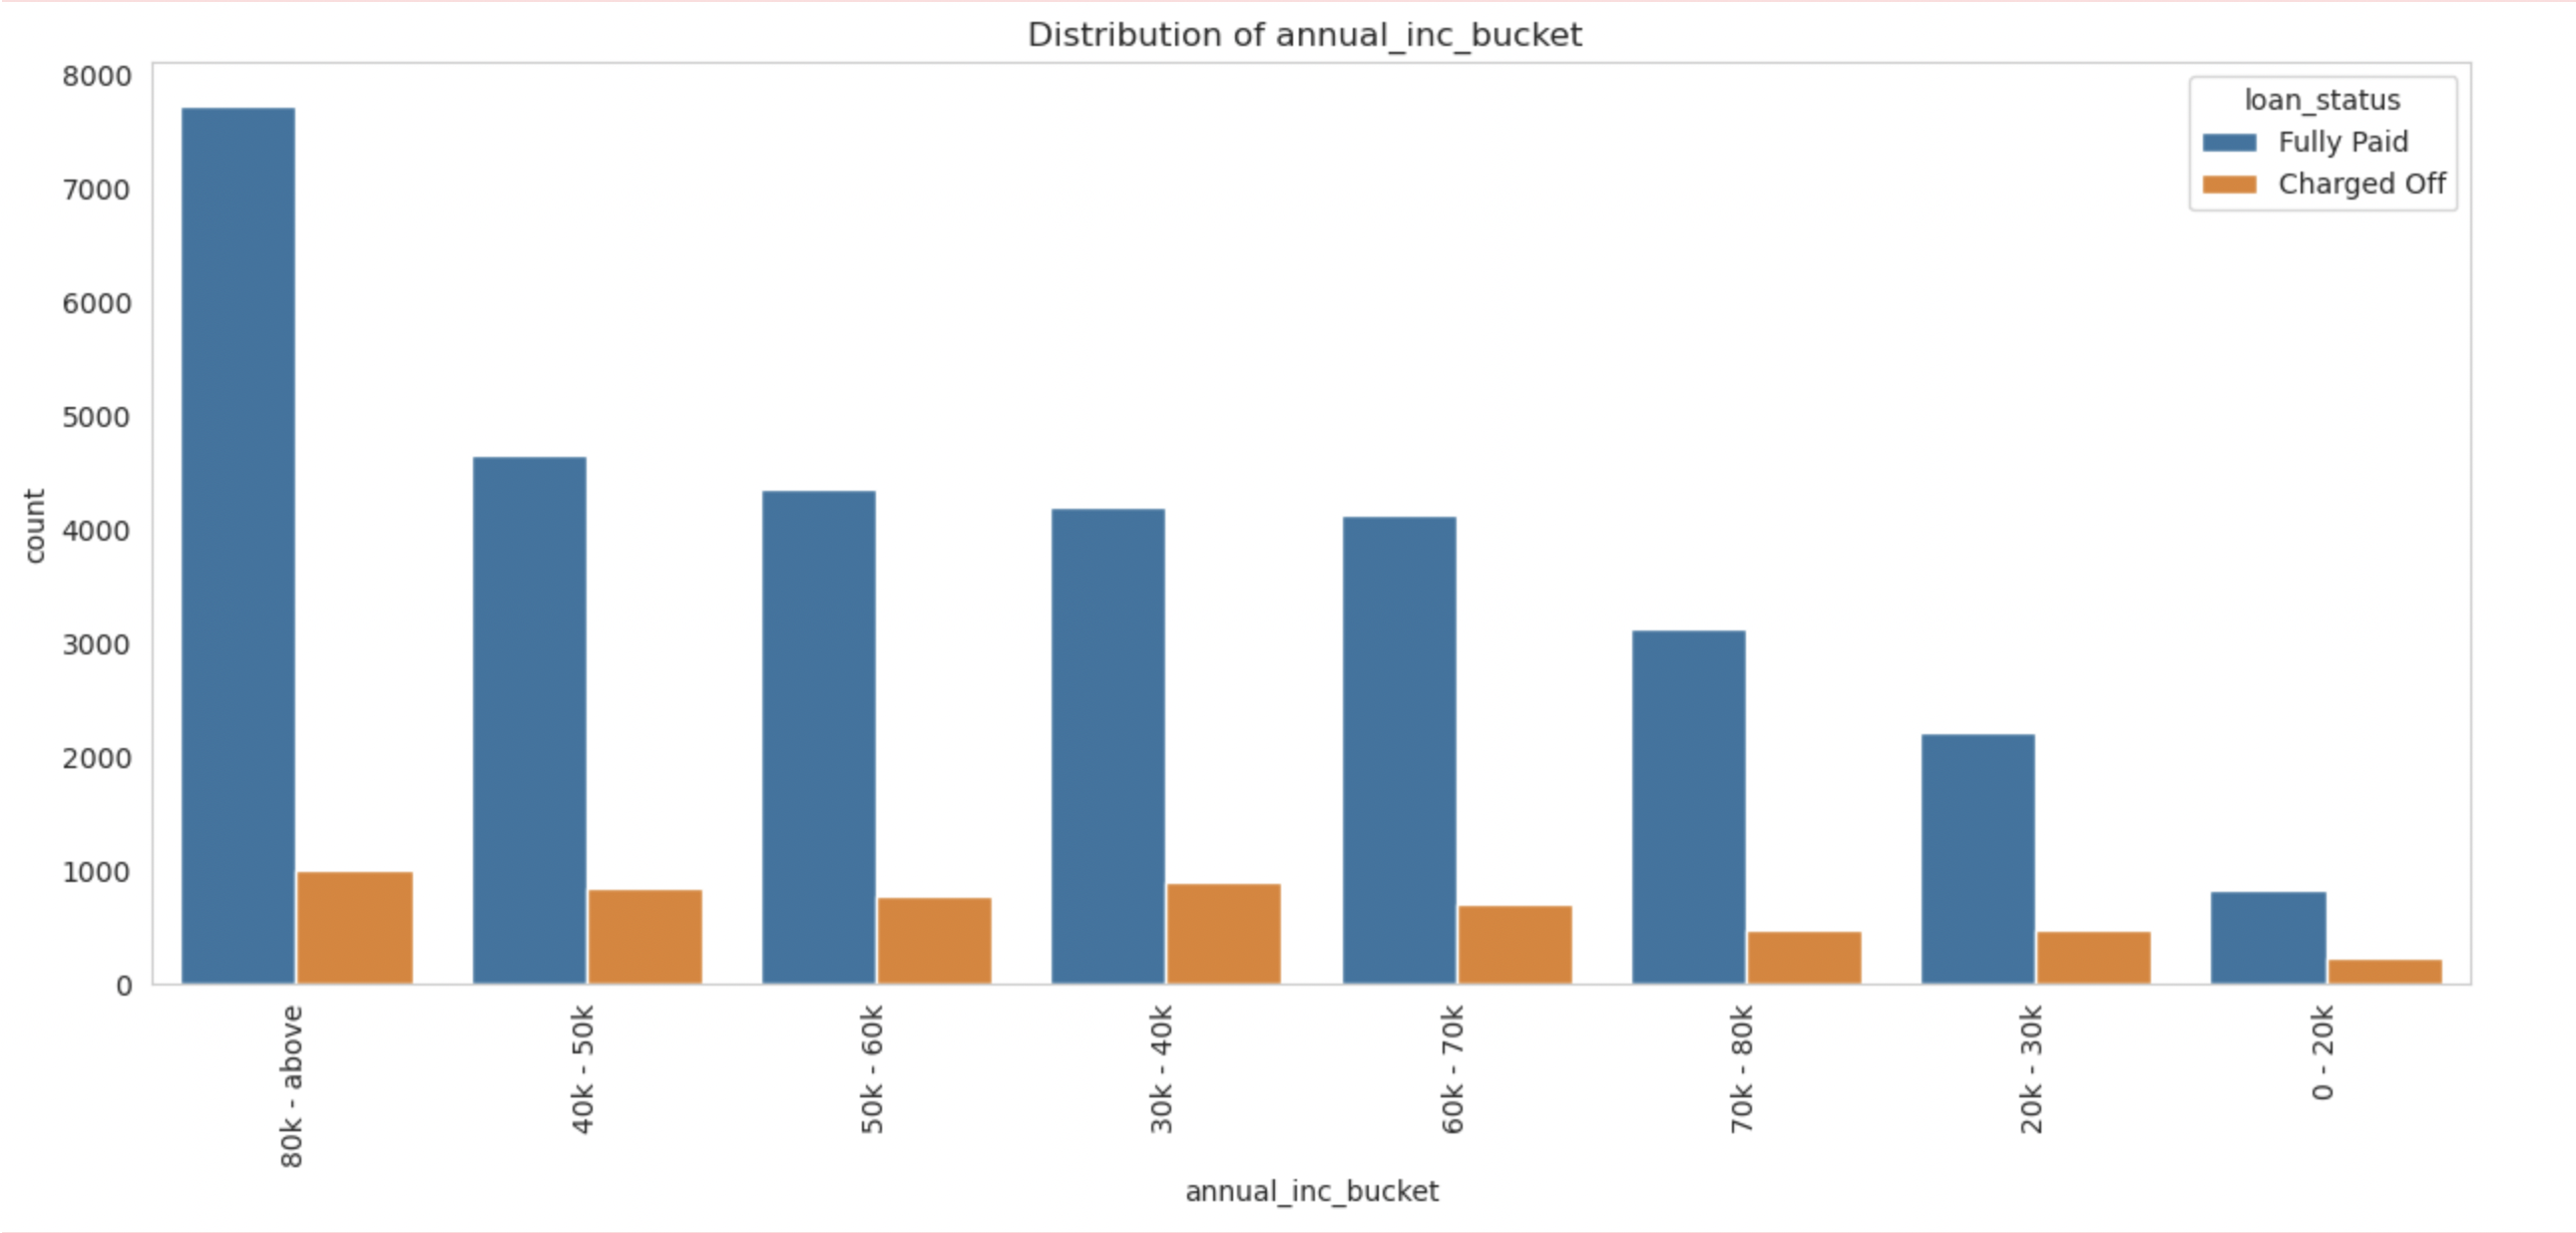 Distribution of annual_inc_bucket
8000
7000
6000
5000
4000
3000
2000
1000
0
count
loan_status
Fully Paid
Charged Off
80k - above
40k - 50k
50k - 60k
30k - 40k
60k - 70k
70k - 80k
20k - 30k
0 - 20k
annual_inc_bucket